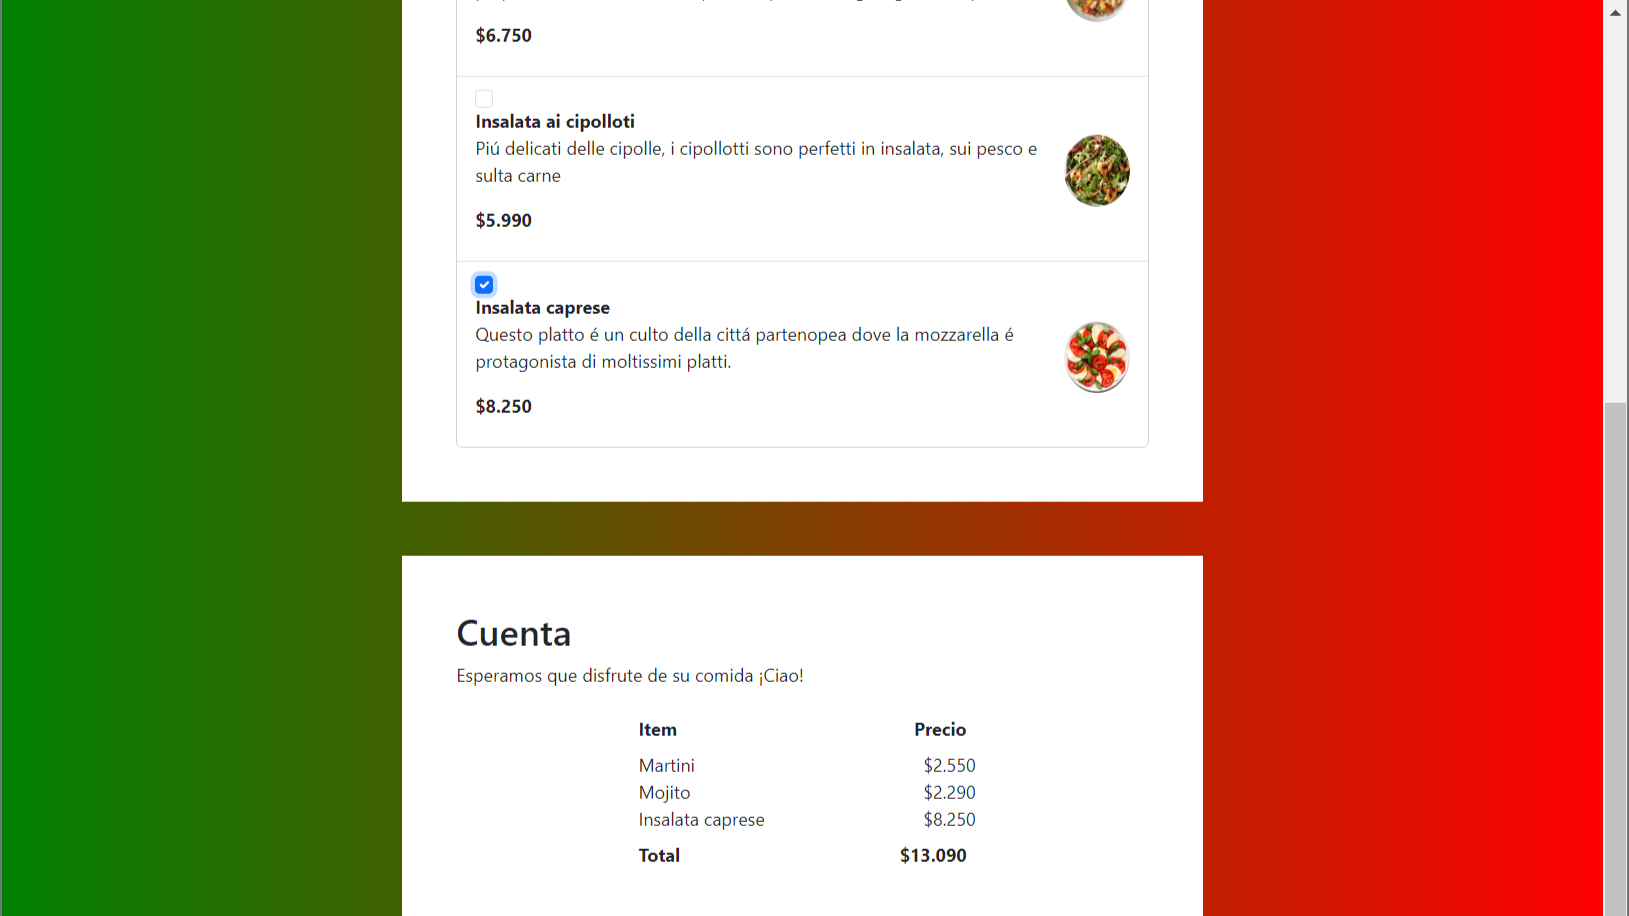 $6.750
Insalata ai cipolloti
Piú delicati delle cipolle, i cipollotti sono perfetti in insalata, sui pesco e
sulta carne
$5.990
Insalata caprese
Questo platto é un culto della cittá partenopea dove la mozzarella é
protagonista di moltissimi platti.
$8.250
Cuenta
Esperamos que disfrute de su comida ¡Ciao!
Item Precio
Martini $2.550
Mojito $2.290
Insalata caprese $8.250
Total $13.090